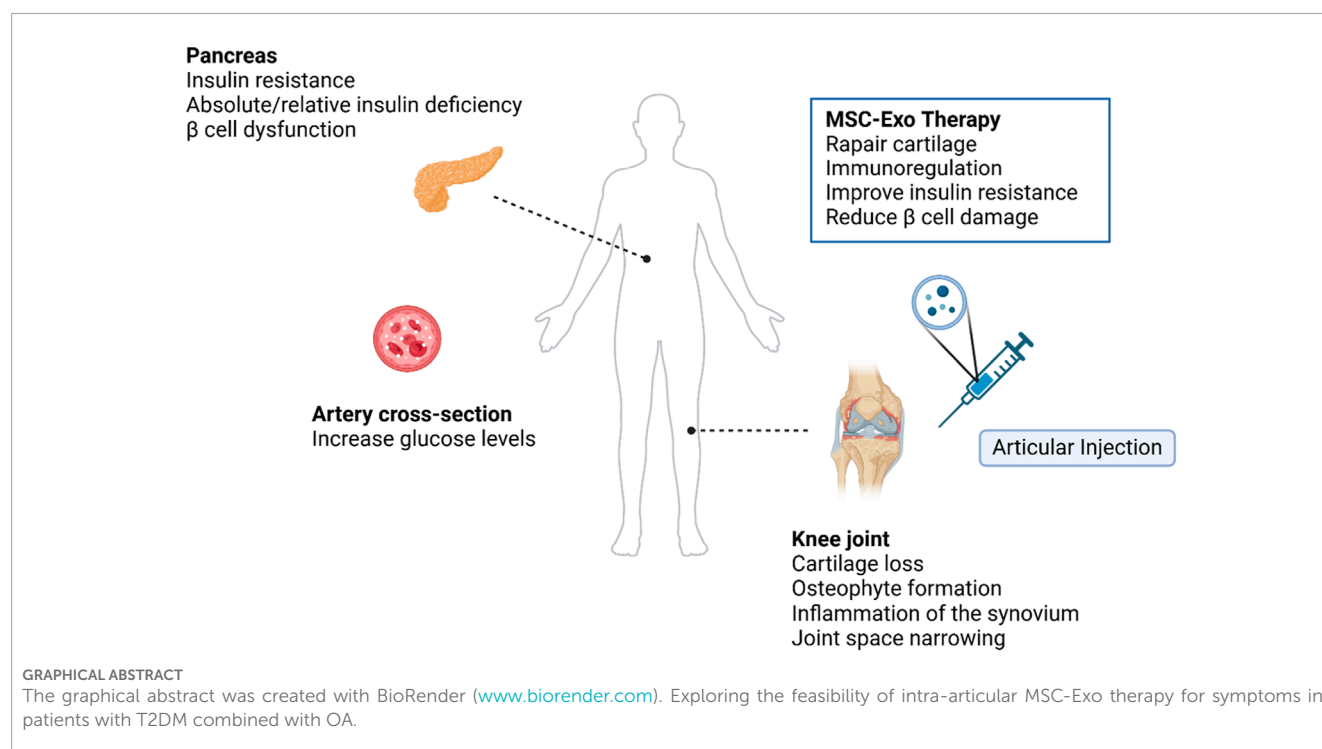 Pancreas
Insulin resistance
Absolute/relative insulin deficiency
β cell dysfunction
MSC-Exo Therapy
Rapair cartilage
Immunoregulation
Improve insulin resistance
Reduce β cell damage
Artery cross-section
Increase glucose levels
Articular Injection
Knee joint
Cartilage loss
Osteophyte formation
Inflammation of the synovium
Joint space narrowing
GRAPHICAL ABSTRACT
The graphical abstract was created with BioRender (www.biorender.com). Exploring the feasibility of intra-articular MSC-Exo therapy for symptoms in
patients with T2DM combined with OA.